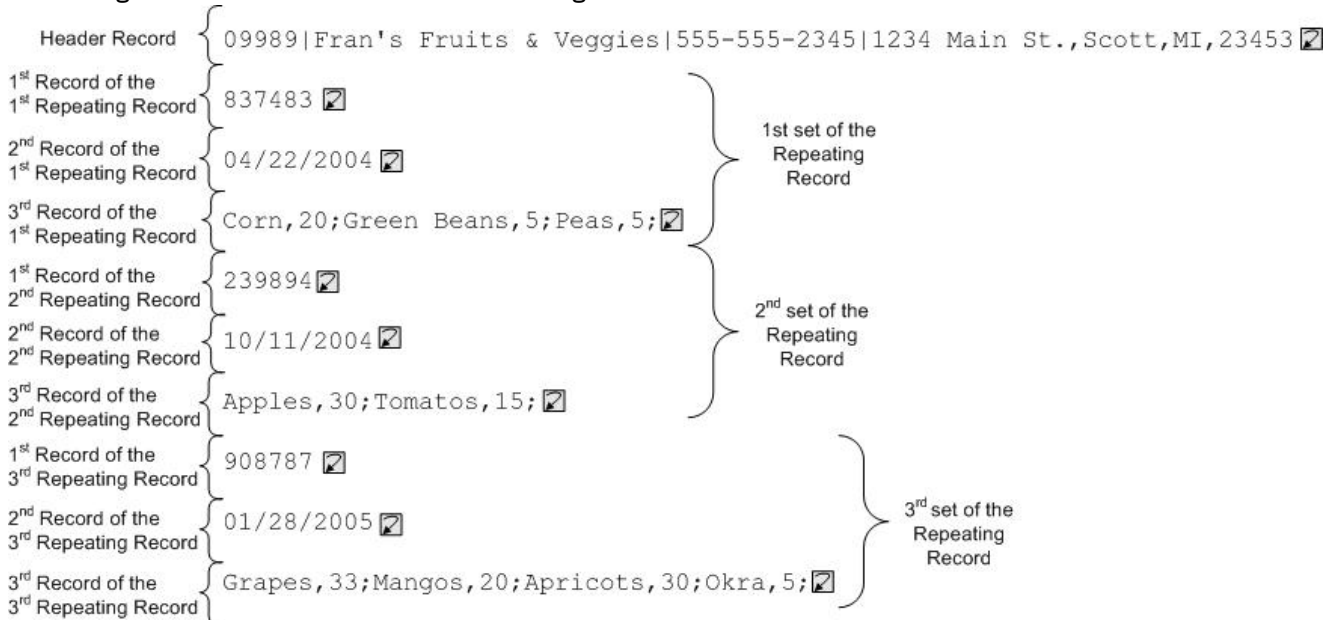 Header Record 09989|Fran's Fruits & Veggies|555-555-2345|1234 Main St.,Scott,MI,23453
1st Record of the
1st Repeating Record
837483
2nd Record of the
1st Repeating Record
04/22/2004
3rd Record of the
1st Repeating Record
Corn,20;Green Beans,5;Peas,5;
1st set of the
Repeating
Record
1st Record of the
2nd Repeating Record
239894
2nd Record of the
2nd Repeating Record
10/11/2004
3rd Record of the
2nd Repeating Record
Apples,30;Tomatos,15;
2nd set of the
Repeating
Record
1st Record of the
3rd Repeating Record
908787
2nd Record of the
3rd Repeating Record
01/28/2005
3rd Record of the
3rd Repeating Record
Grapes,33;Mangos,20;Apricots,30;Okra,5;
3rd set of the
Repeating
Record